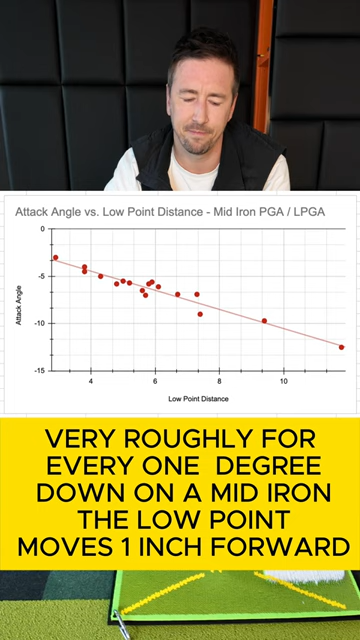 Attack Angle vs. Low Point Distance - Mid Iron PGA / LPGA
0
-5
-10
-15
Attack Angle
4 6 8 10
Low Point Distance
VERY ROUGHLY FOR
EVERY ONE DEGREE
DOWN ON A MID IRON
THE LOW POINT
MOVES 1 INCH FORWARD